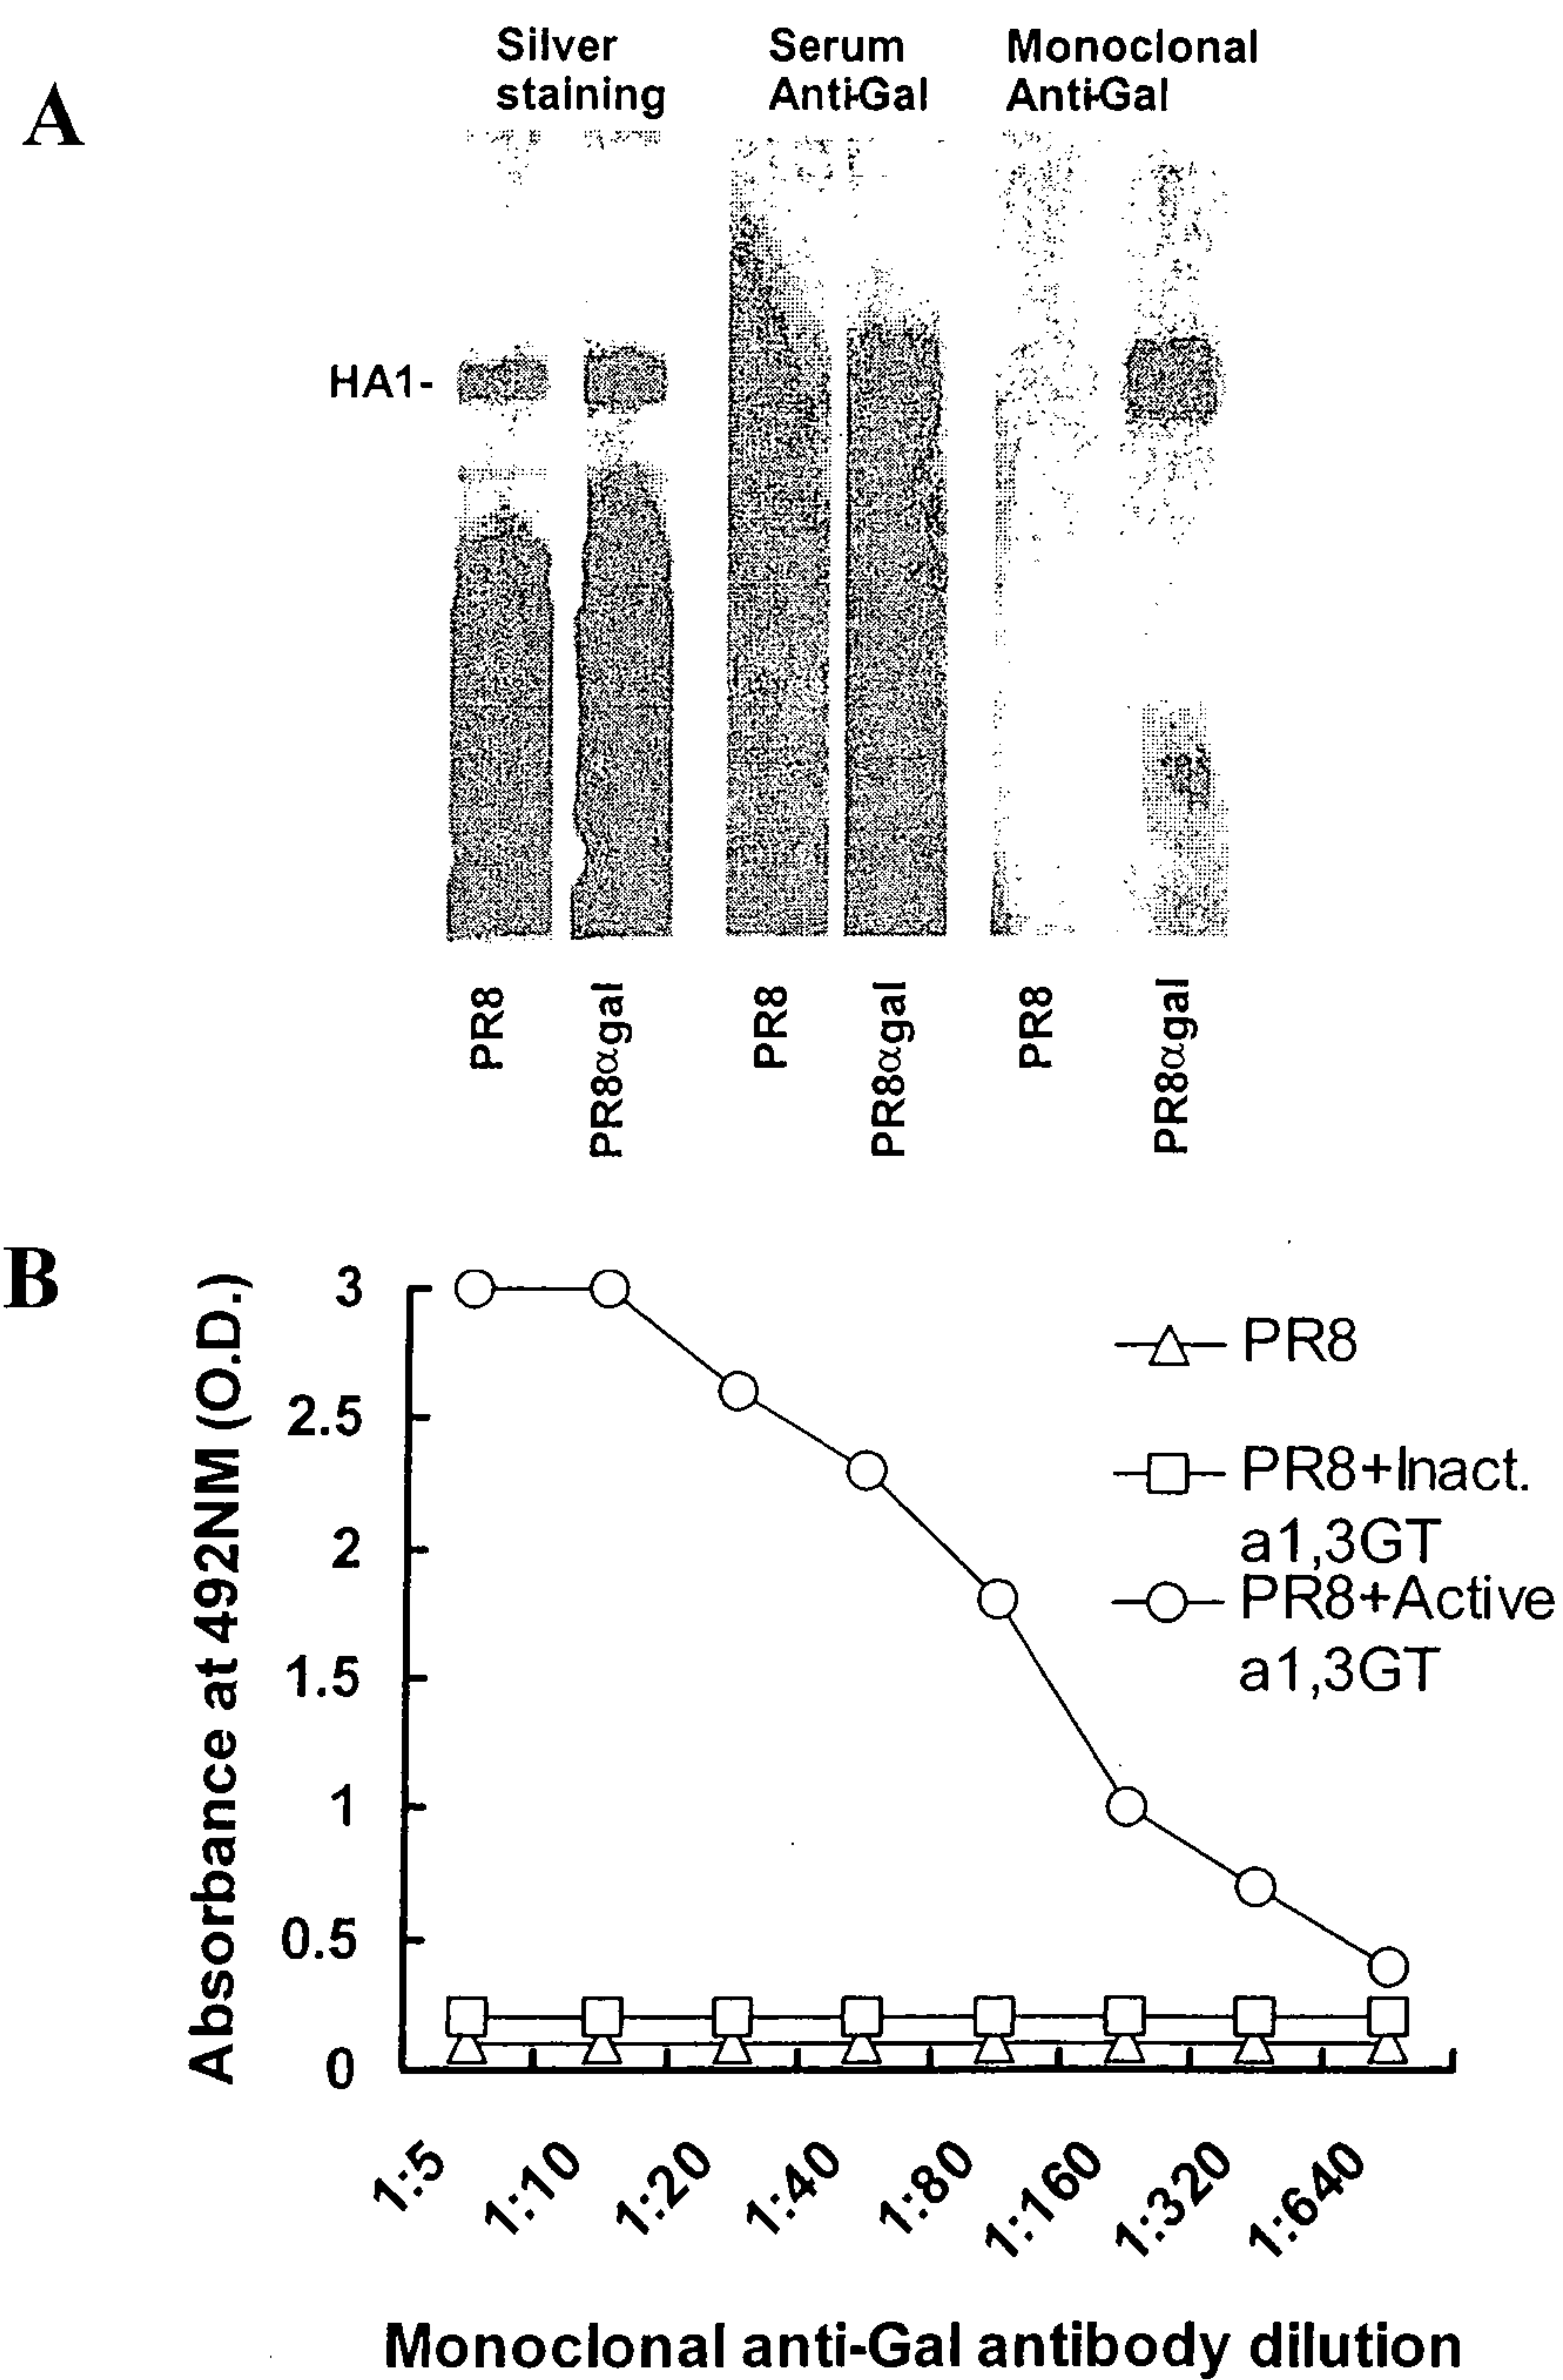 A
Silver
staining
Serum
Anti-Gal
Monoclonal
Anti-Gal
HA1-
PR8
PR8αgal
PR8
PR8αgal
PR8
PR8αgal
B
Absorbance at 492NM (O.D.)
3
2.5
2
1.5
1
0.5
0
PR8
PR8+Inact.
a1,3GT
PR8+Active
a1,3GT
1:5
1:10
1:20
1:40
1:80
1:160
1:320
1:640
Monoclonal anti-Gal antibody dilution